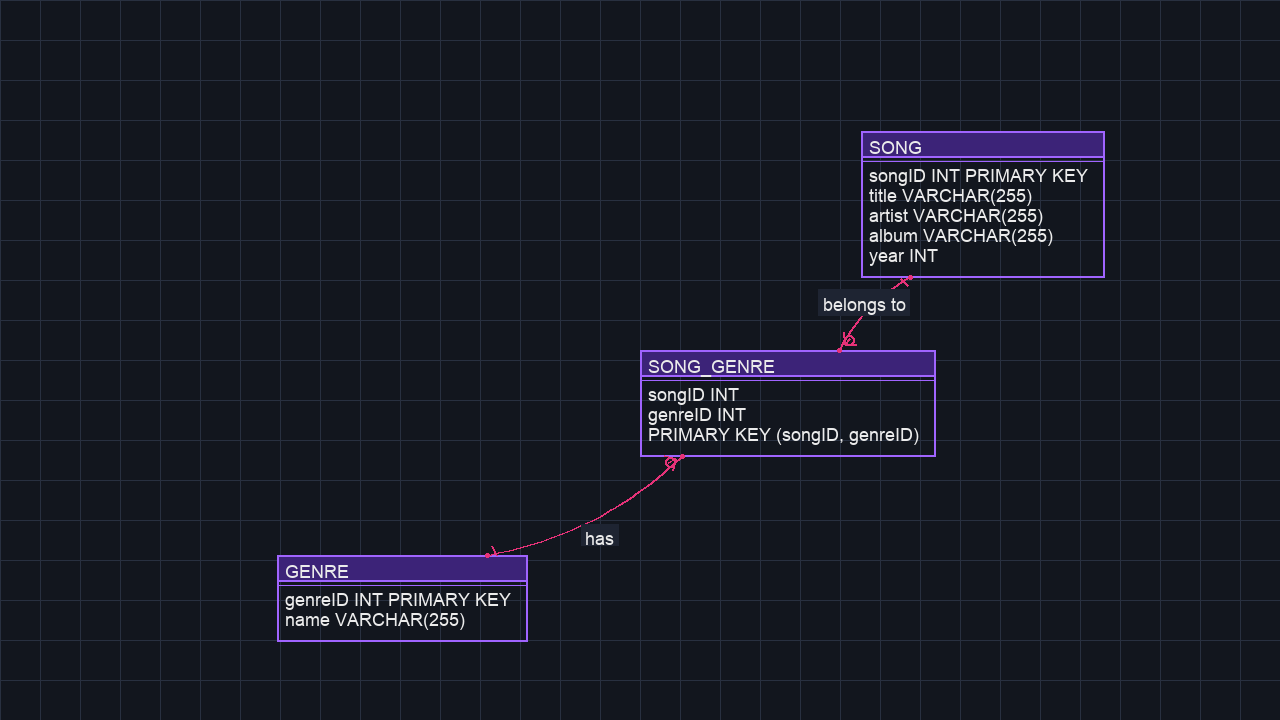 SONG
songID INT PRIMARY KEY
title VARCHAR(255)
artist VARCHAR(255)
album VARCHAR(255)
year INT
belongs to
SONG_GENRE
songID INT
genreID INT
PRIMARY KEY (songID, genreID)
has
GENRE
genreID INT PRIMARY KEY
name VARCHAR(255)